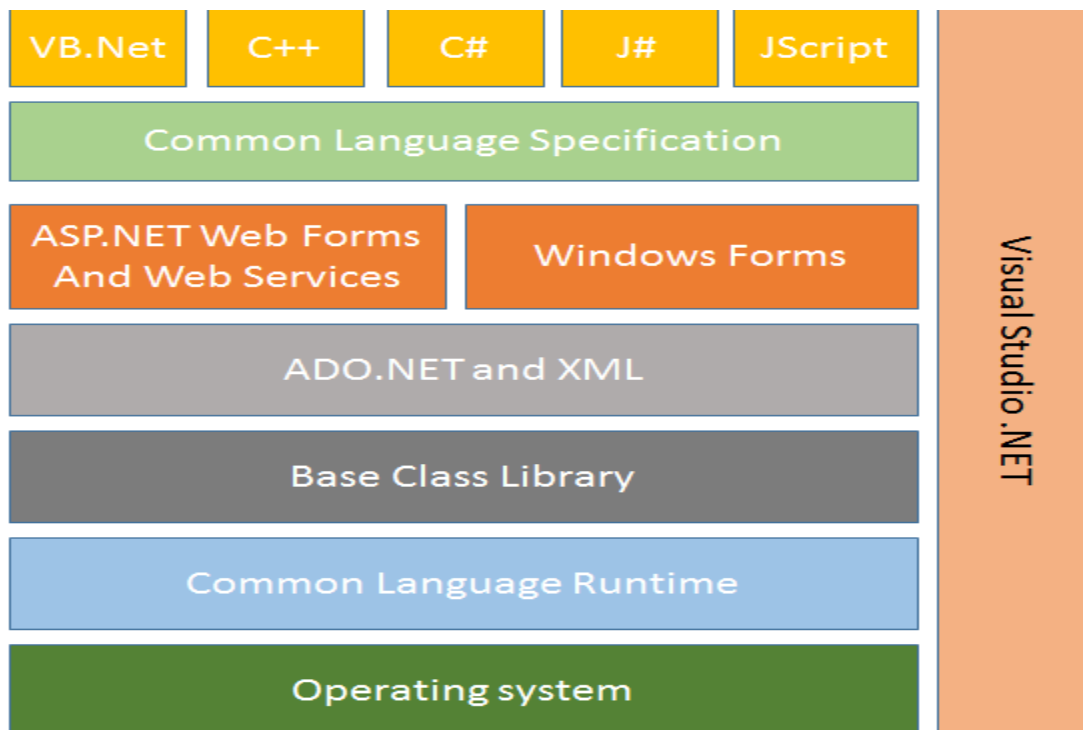 VB.Net
C++
C#
J#
JScript
Common Language Specification
ASP.NET Web Forms
And Web Services
Windows Forms
ADO.NET and XML
Base Class Library
Common Language Runtime
Operating system
Visual Studio .NET